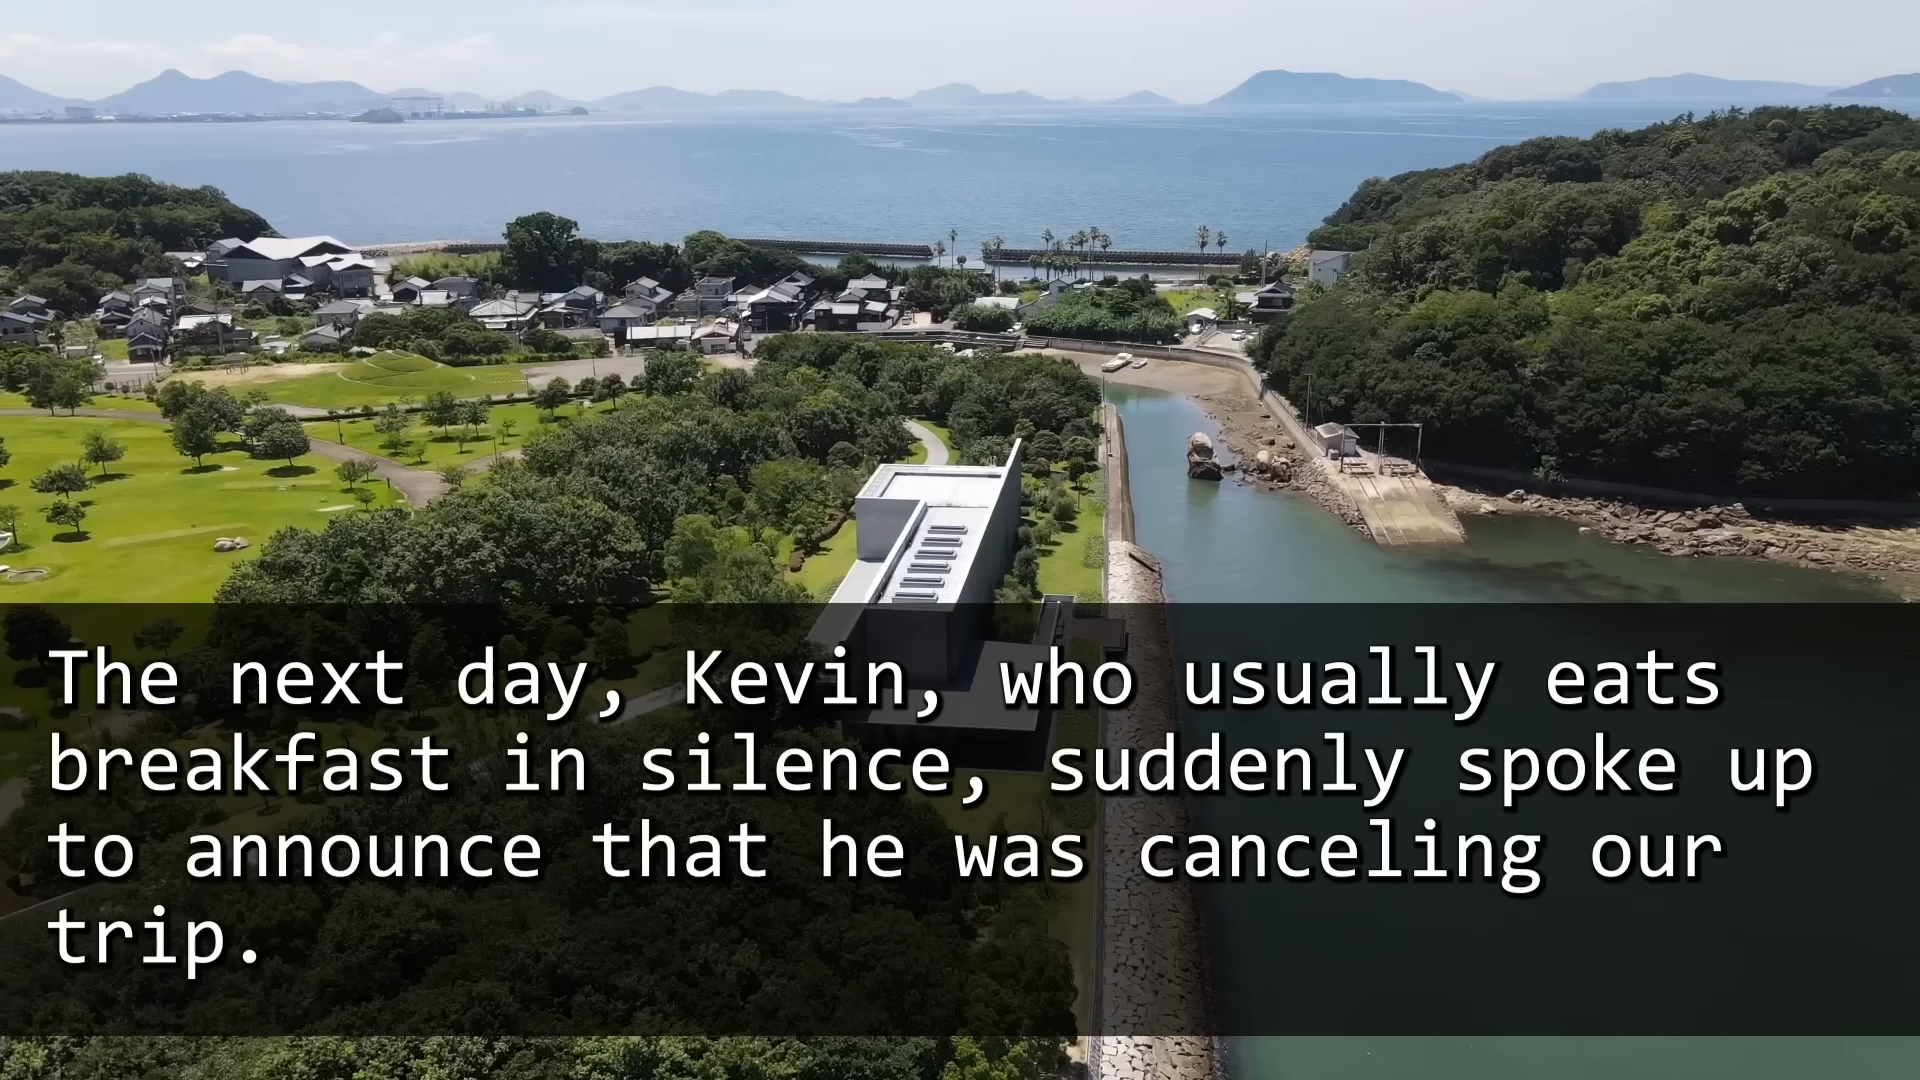 The next day, Kevin, who usually eats
breakfast in silence, suddenly spoke up
to announce that he was canceling our
trip.